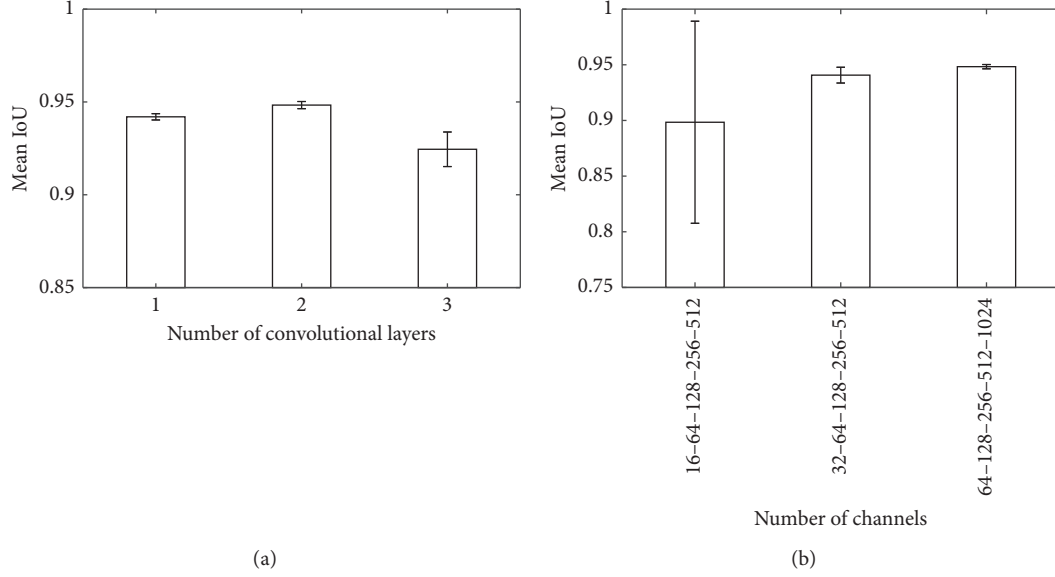 Mean IoU
1
0.95
0.9
0.85
1
2
3
Number of convolutional layers
(a)
Mean IoU
1
0.95
0.9
0.85
0.8
0.75
16–64–128–256–512
32–64–128–256–512
64–128–256–512–1024
Number of channels
(b)